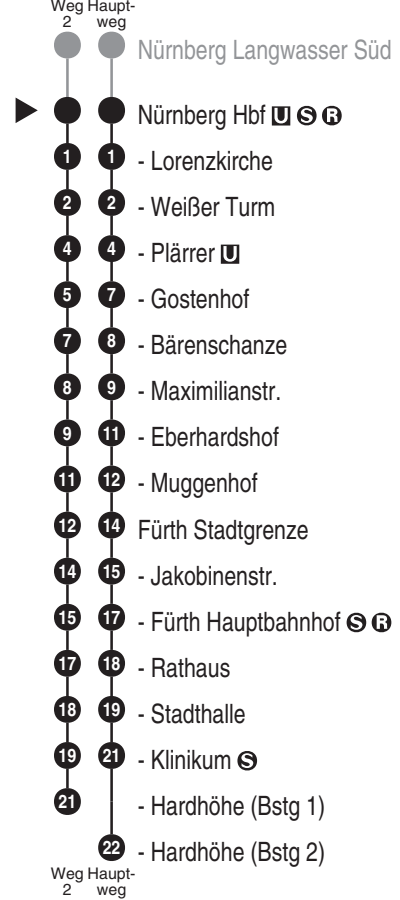 Weg Haupt-
2 weg
Nürnberg Langwasser Süd
Nürnberg Hbf U S R
1 1 - Lorenzkirche
2 2 - Weißer Turm
4 4 - Plärrer U
5 7 - Gostenhof
7 8 - Bärenschanze
8 9 - Maximilianstr.
9 11 - Eberhardshof
11 12 - Muggenhof
12 14 Fürth Stadtgrenze
14 15 - Jakobinenstr.
15 17 - Fürth Hauptbahnhof S R
17 18 - Rathaus
18 19 - Stadthalle
19 21 - Klinikum S
21 - Hardhöhe (Bstg 1)
22 - Hardhöhe (Bstg 2)
Weg Haupt-
2 weg